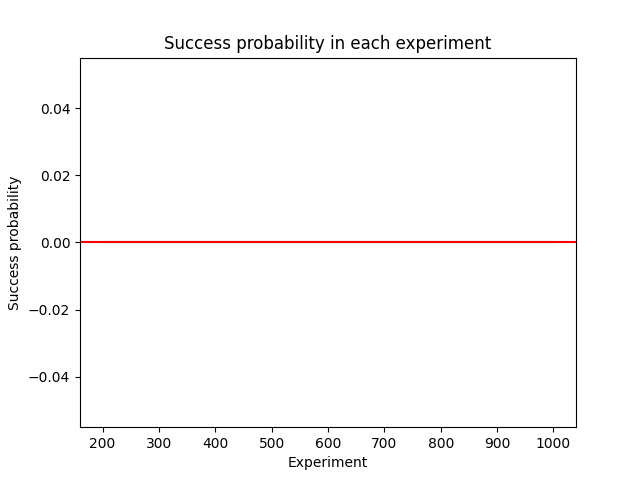 Success probability in each experiment
Success probability
0.04
0.02
0.00
−0.02
−0.04
200 300 400 500 600 700 800 900 1000
Experiment